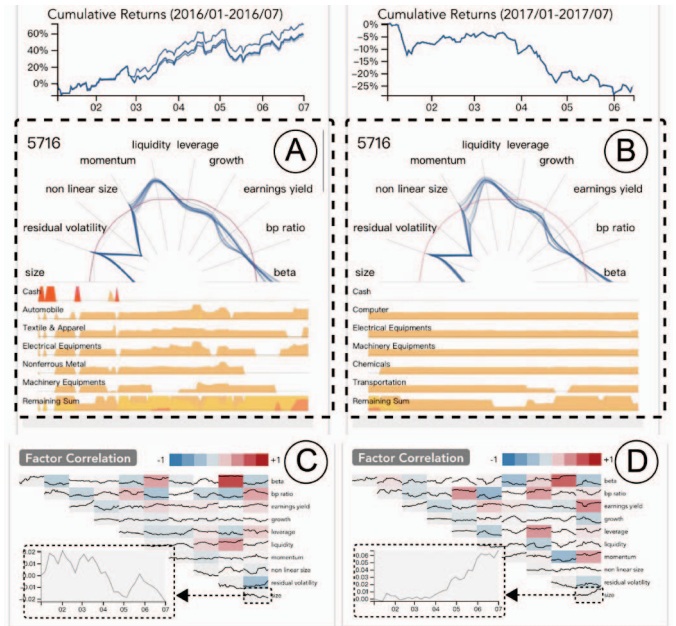 Cumulative Returns (2016/01-2016/07)
60%
40%
20%
0%
02 03 04 05 06 07
5716
A
liquidity leverage
momentum growth
non linear size earnings yield
residual volatility bp ratio
size beta
Cash
Automobile
Textile & Apparel
Electrical Equipments
Nonferrous Metal
Machinery Equipments
Remaining Sum
Cumulative Returns (2017/01-2017/07)
0%
-5%
-10%
-15%
-20%
-25%
02 03 04 05 06
5716
B
liquidity leverage
momentum growth
non linear size earnings yield
residual volatility bp ratio
size beta
Cash
Computer
Electrical Equipments
Machinery Equipments
Chemicals
Transportation
Remaining Sum
Factor Correlation
-1 +1
C
beta
bp ratio
earnings yield
growth
leverage
liquidity
momentum
non linear size
residual volatility
size
0.02
0.01
0.00
0.01
0.02
02 03 04 05 06 07
Factor Correlation
-1 +1
D
beta
bp ratio
earnings yield
growth
leverage
liquidity
momentum
non linear size
residual volatility
size
0.06
0.05
0.04
0.03
0.02
0.01
0.00
01 02 03 04 05 06 07